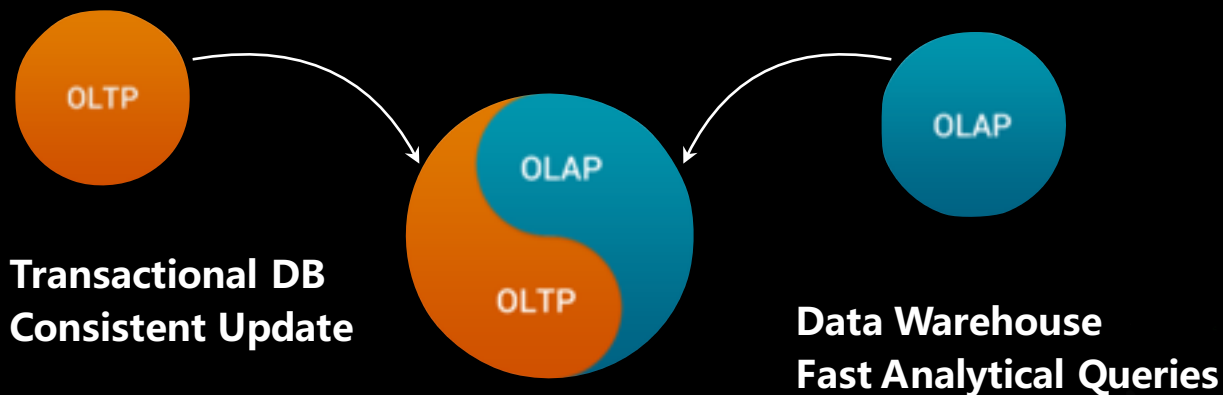 OLTP
OLAP
OLAP
OLTP
Transactional DB
Consistent Update
Data Warehouse
Fast Analytical Queries